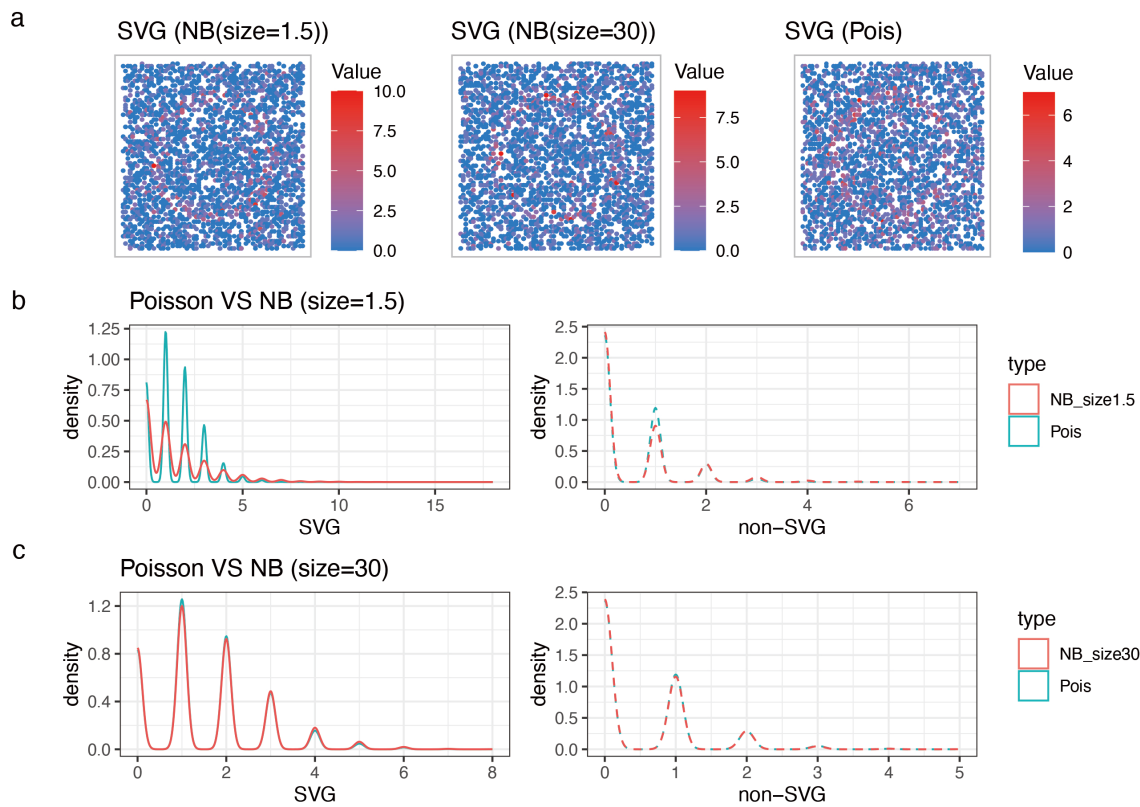 a
SVG (NB(size=1.5)) SVG (NB(size=30)) SVG (Pois)
Value Value Value
10.0
7.5
5.0
2.5
0.0
7.5
5.0
2.5
0.0
6
4
2
0
b
Poisson VS NB (size=1.5)
density
1.25
1.00
0.75
0.50
0.25
0.00
0 5 10 15
SVG
density
2.5
2.0
1.5
1.0
0.5
0.0
0 2 4 6
non−SVG
type
NB_size1.5
Pois
c
Poisson VS NB (size=30)
density
1.2
0.8
0.4
0.0
0 2 4 6 8
SVG
density
2.5
2.0
1.5
1.0
0.5
0.0
0 1 2 3 4 5
non−SVG
type
NB_size30
Pois